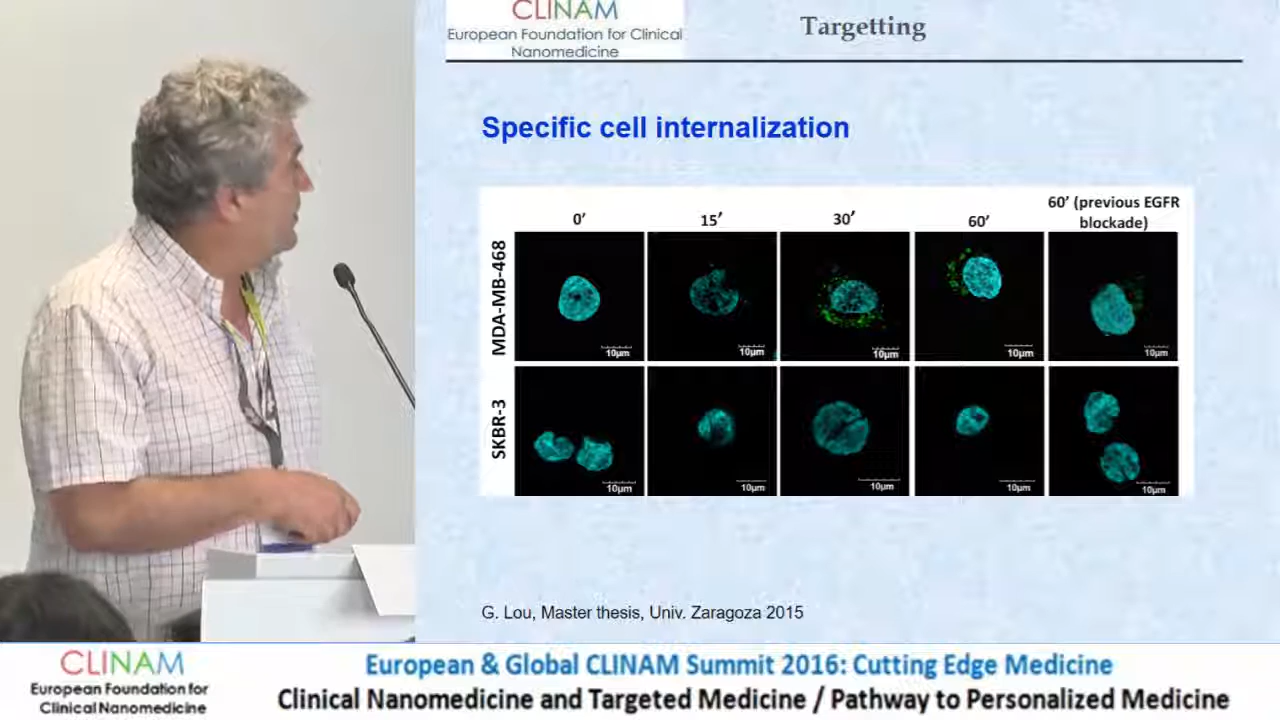 CLINAM
European Foundation for Clinical
Nanomedicine
Targetting
Specific cell internalization
0’
15’
30’
60’
60’ (previous EGFR
blockade)
MDA-MB-468
10µm
10µm
10µm
10µm
10µm
SKBR-3
10µm
10µm
10µm
10µm
10µm
G. Lou, Master thesis, Univ. Zaragoza 2015
CLINAM
European Foundation for
Clinical Nanomedicine
European & Global CLINAM Summit 2016: Cutting Edge Medicine
Clinical Nanomedicine and Targeted Medicine / Pathway to Personalized Medicine